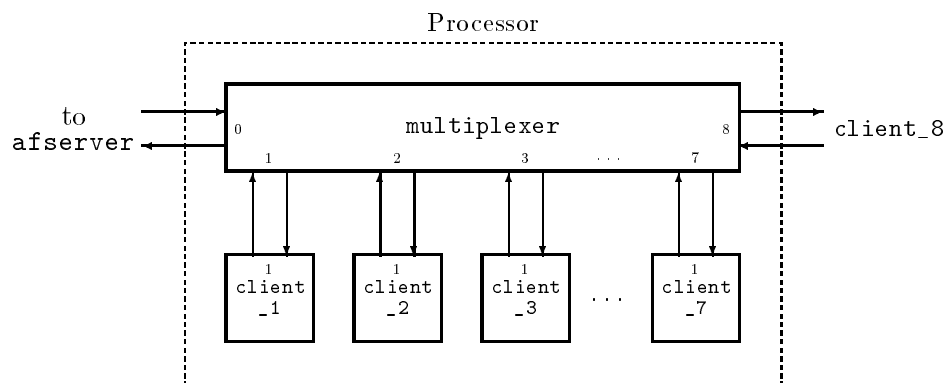 Processor
to
afserver
0
multiplexer
8
client_8
1
2
3
...
7
1
client
_1
1
client
_2
1
client
_3
...
1
client
_7